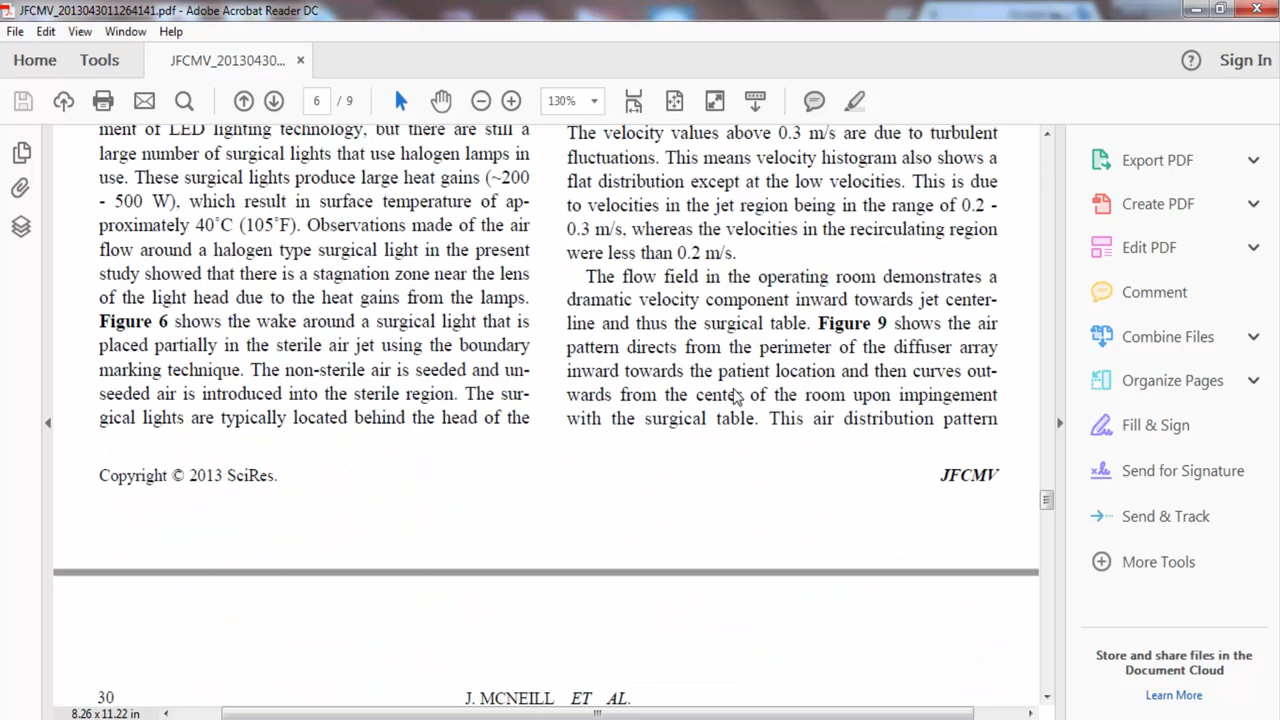 JFCMV_2013043011264141.pdf - Adobe Acrobat Reader DC
File Edit View Window Help
Home Tools JFCMV_20130430... × Sign In
6 / 9 130%
ment of LED lighting technology, but there are still a
large number of surgical lights that use halogen lamps in
use. These surgical lights produce large heat gains (~200
- 500 W), which result in surface temperature of ap-
proximately 40˚C (105˚F). Observations made of the air
flow around a halogen type surgical light in the present
study showed that there is a stagnation zone near the lens
of the light head due to the heat gains from the lamps.
Figure 6 shows the wake around a surgical light that is
placed partially in the sterile air jet using the boundary
marking technique. The non-sterile air is seeded and un-
seeded air is introduced into the sterile region. The sur-
gical lights are typically located behind the head of the
The velocity values above 0.3 m/s are due to turbulent
fluctuations. This means velocity histogram also shows a
flat distribution except at the low velocities. This is due
to velocities in the jet region being in the range of 0.2 -
0.3 m/s, whereas the velocities in the recirculating region
were less than 0.2 m/s.
The flow field in the operating room demonstrates a
dramatic velocity component inward towards jet center-
line and thus the surgical table. Figure 9 shows the air
pattern directs from the perimeter of the diffuser array
inward towards the patient location and then curves out-
wards from the center of the room upon impingement
with the surgical table. This air distribution pattern
Copyright © 2013 SciRes. JFCMV
30 J. MCNEILL ET AL.
8.26 x 11.22 in
Export PDF
Create PDF
Edit PDF
Comment
Combine Files
Organize Pages
Fill & Sign
Send for Signature
Send & Track
More Tools
Store and share files in the
Document Cloud
Learn More